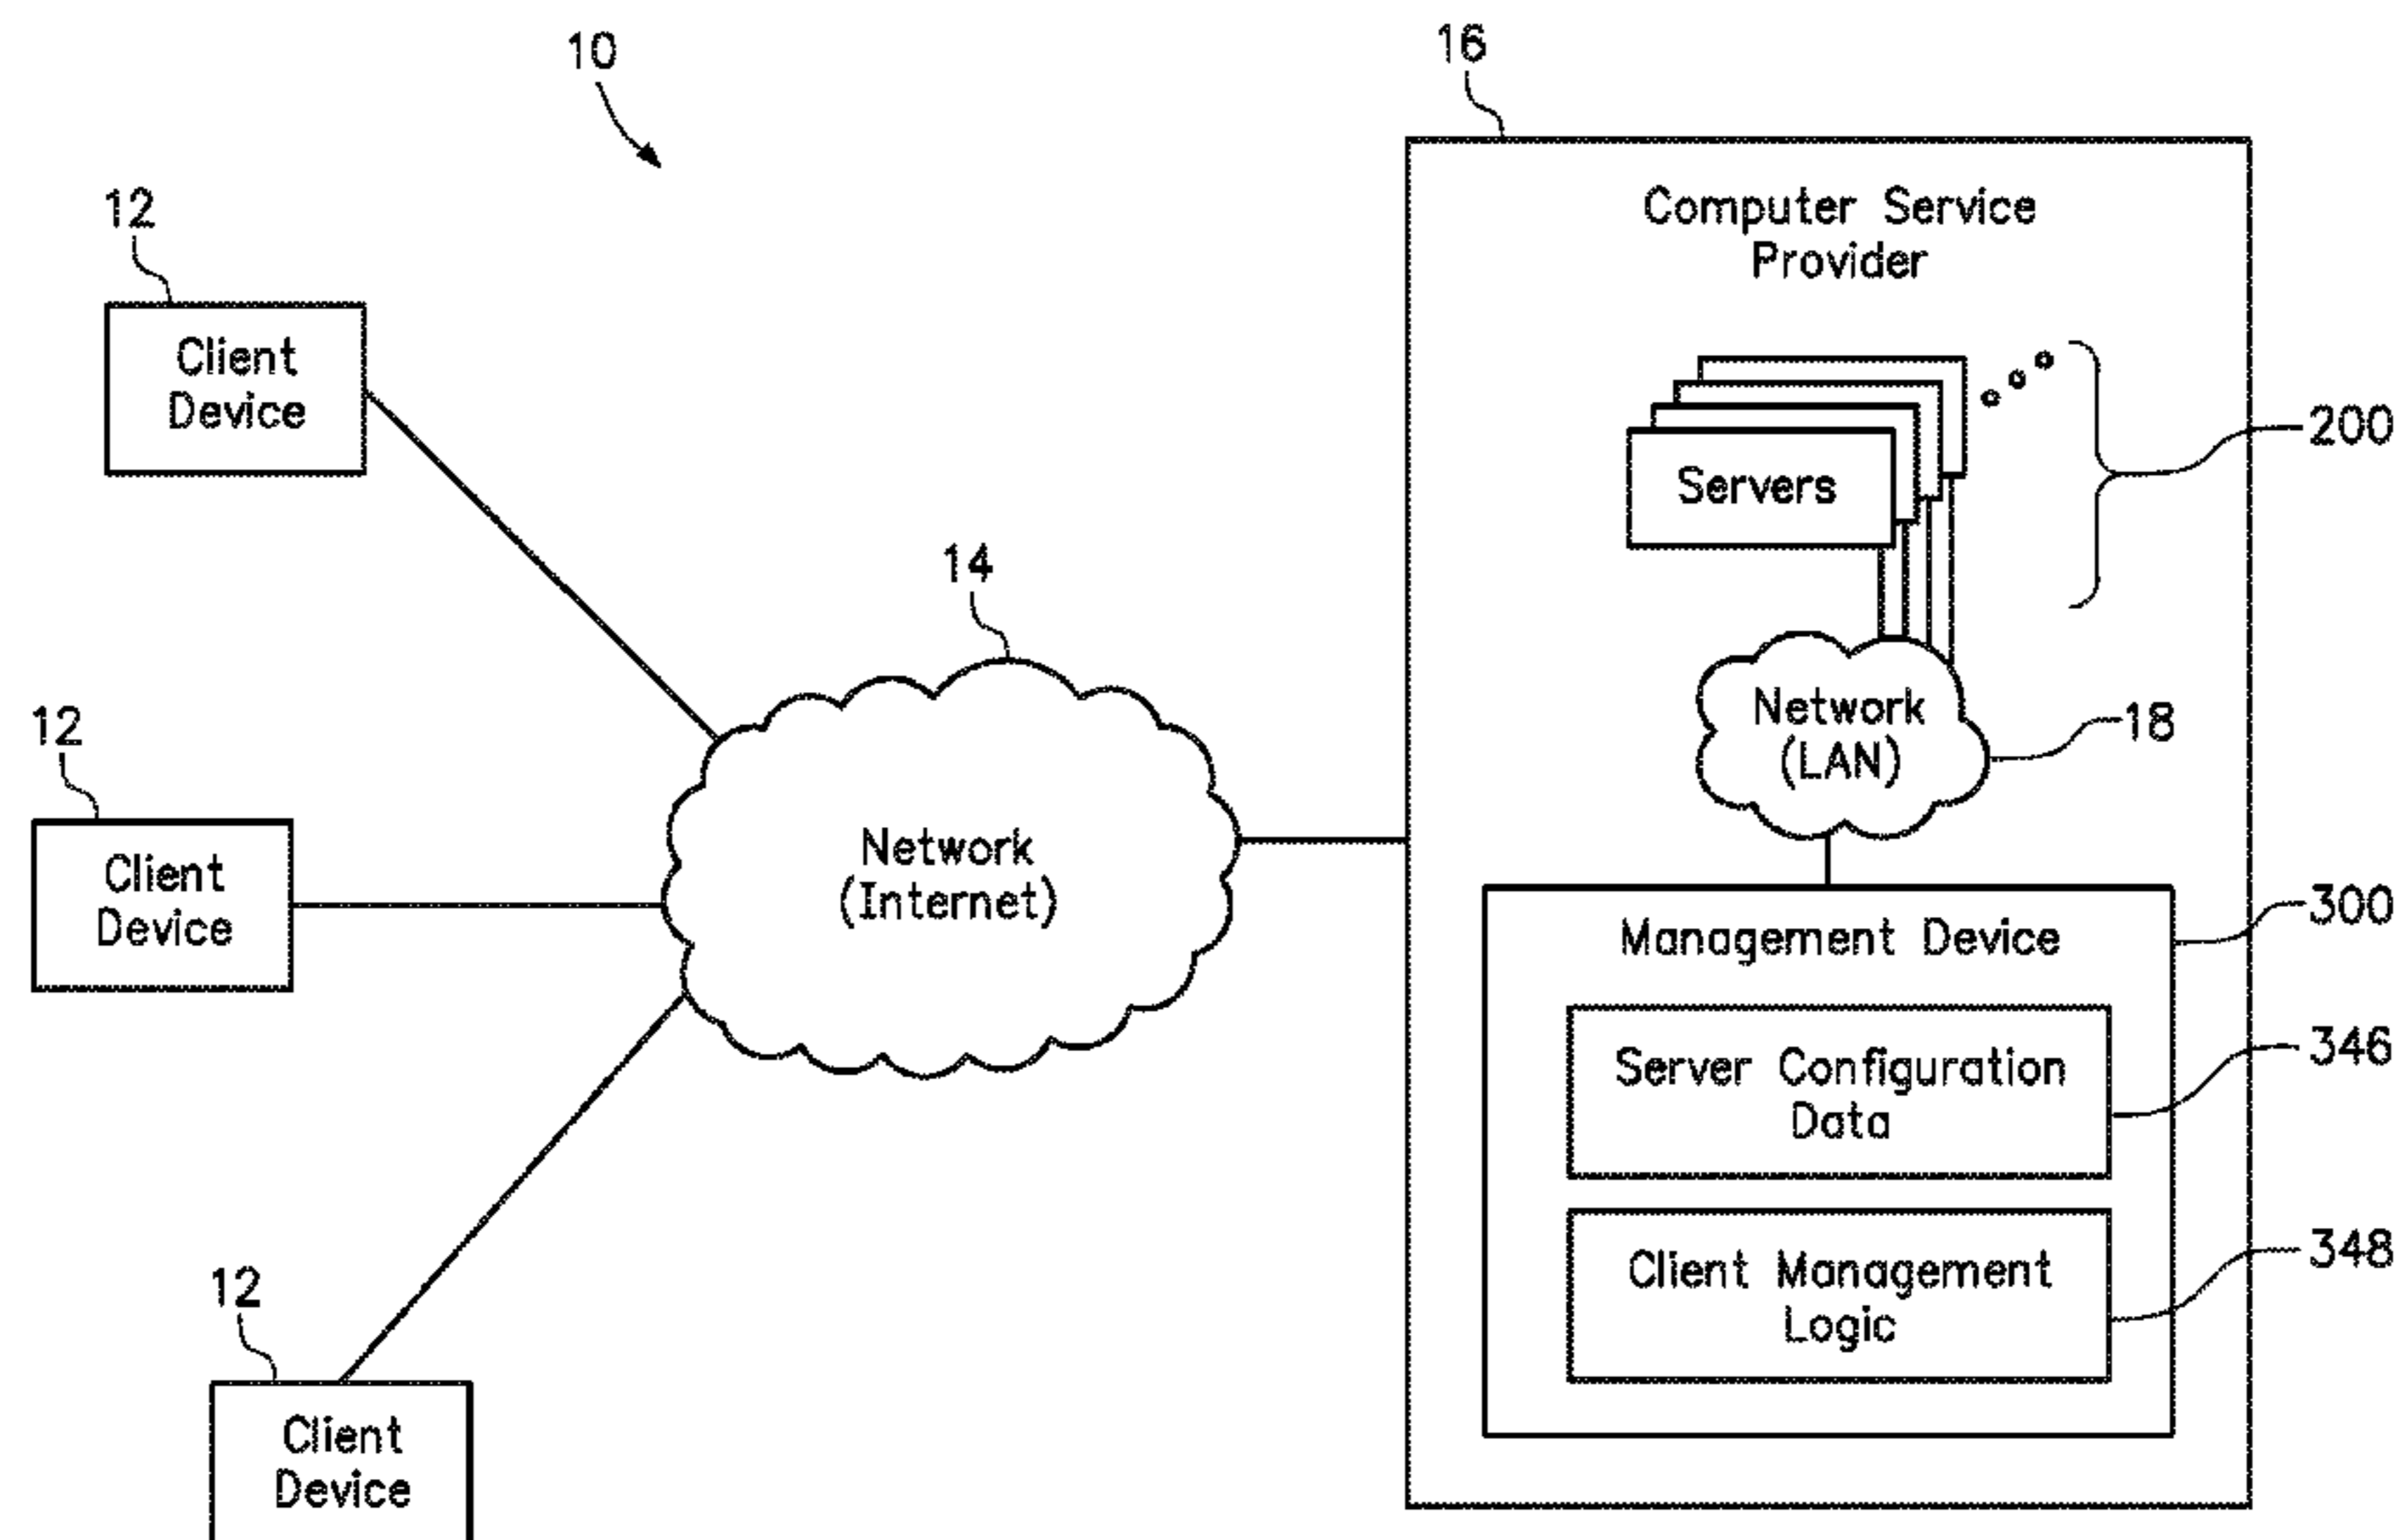 10
16
12
Computer Service
Provider
Client
Device
200
Servers
14
12
Network
(LAN)
18
Client
Device
Network
(Internet)
300
Management Device
346
Server Configuration
Data
348
Client Management
Logic
12
Client
Device